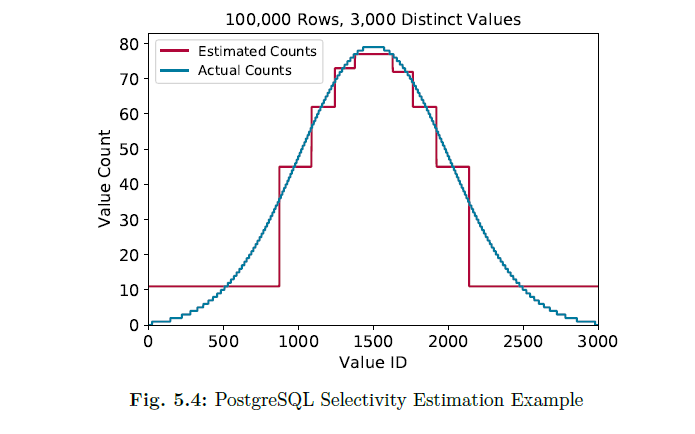 100,000 Rows, 3,000 Distinct Values
80
70
60
50
40
30
20
10
0
Value Count
Estimated Counts
Actual Counts
0 500 1000 1500 2000 2500 3000
Value ID
Fig. 5.4: PostgreSQL Selectivity Estimation Example